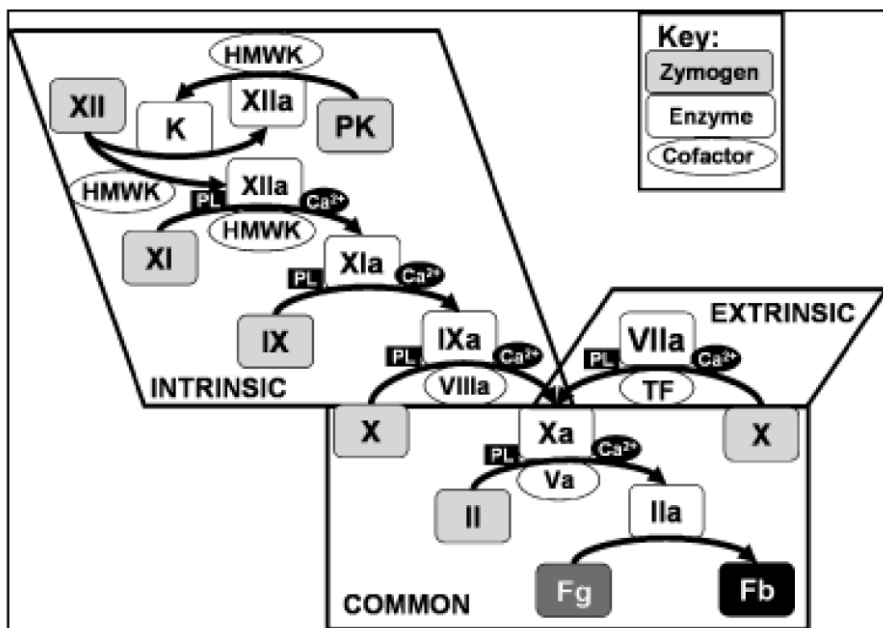 Key:
Zymogen
Enzyme
Cofactor
HMWK
XII
K
XIIa
PK
HMWK
PL
XIIa
Ca²⁺
HMWK
XI
PL
XIa
Ca²⁺
IX
PL
IXa
Ca²⁺
VIIIa
INTRINSIC
EXTRINSIC
PL
VIIa
Ca²⁺
TF
X
Xa
X
PL
Ca²⁺
Va
II
IIa
Fg
Fb
COMMON